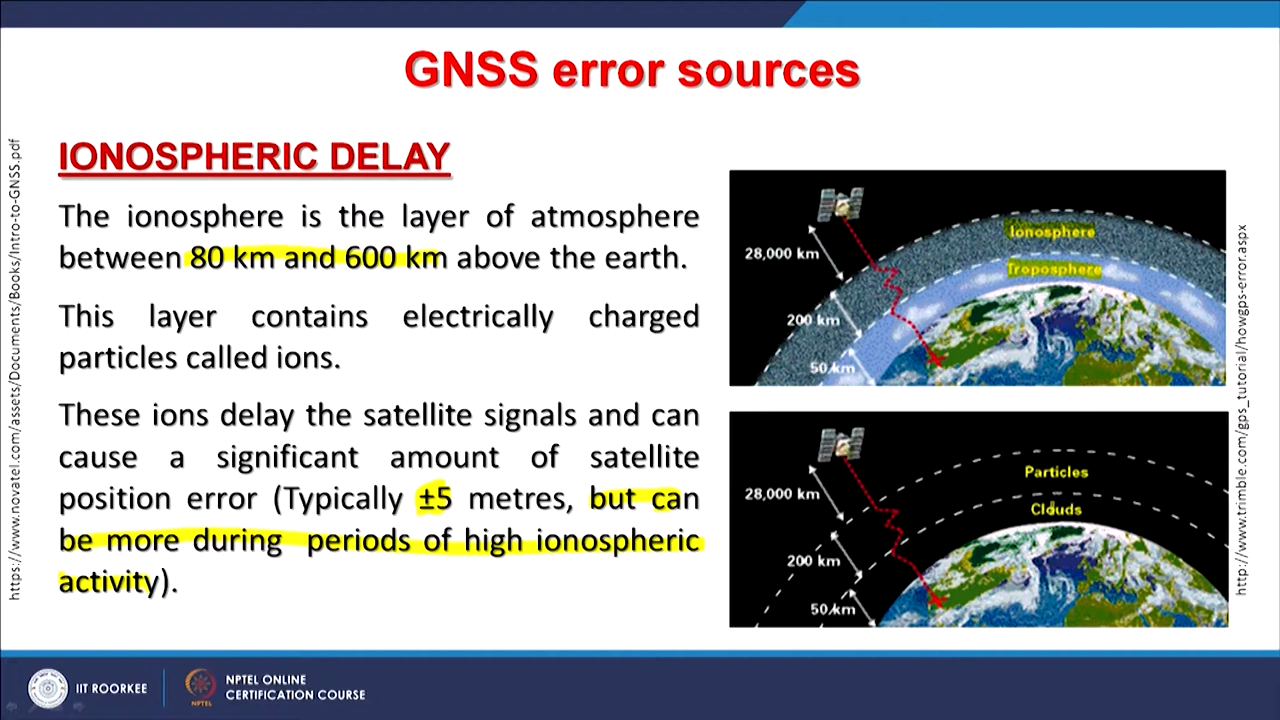 GNSS error sources
IONOSPHERIC DELAY
The ionosphere is the layer of atmosphere
between 80 km and 600 km above the earth.
This layer contains electrically charged
particles called ions.
These ions delay the satellite signals and can
cause a significant amount of satellite
position error (Typically ±5 metres, but can
be more during periods of high ionospheric
activity).
https://www.novatel.com/assets/Documents/Books/Intro-to-GNSS.pdf
Ionosphere
28,000 km
Troposphere
200 km
50 km
Particles
28,000 km
Clouds
200 km
50 km
http://www.trimble.com/gps_tutorial/howgps-error.aspx
IIT ROORKEE
NPTEL
NPTEL ONLINE
CERTIFICATION COURSE